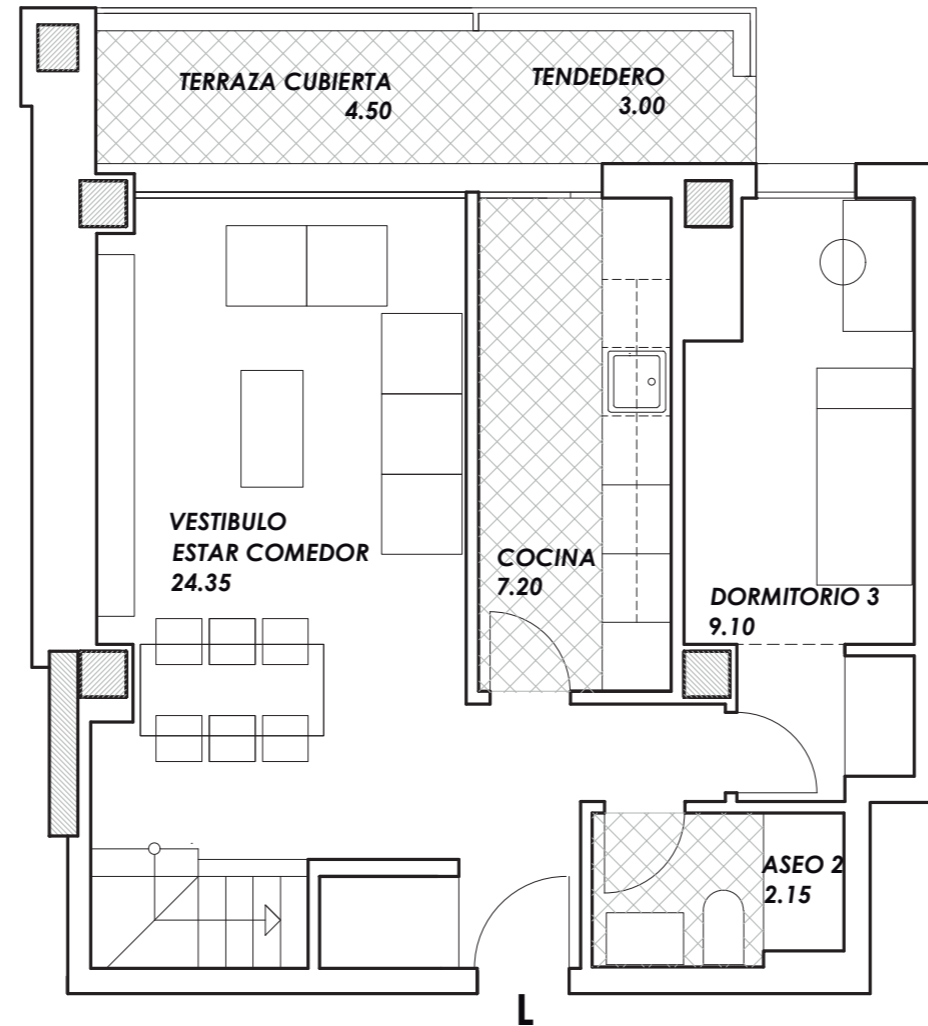 TERRAZA CUBIERTA
4.50
TENDEDERO
3.00
VESTIBULO
ESTAR COMEDOR
24.35
COCINA
7.20
DORMITORIO 3
9.10
ASEO 2
2.15
L